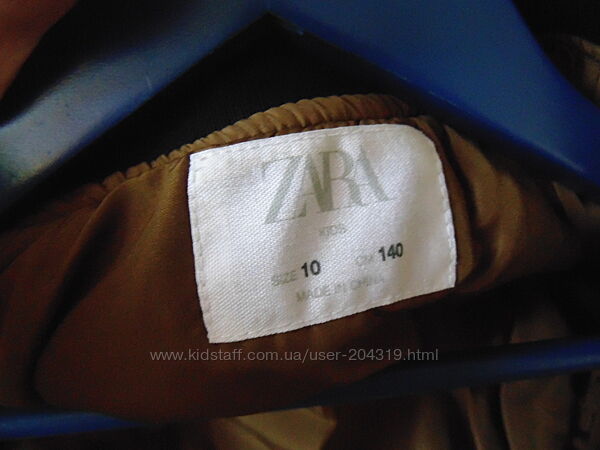 ZARA
KIDS
SIZE 10 CM 140
MADE IN CHINA
www.kidstaff.com.ua/user-204319.html